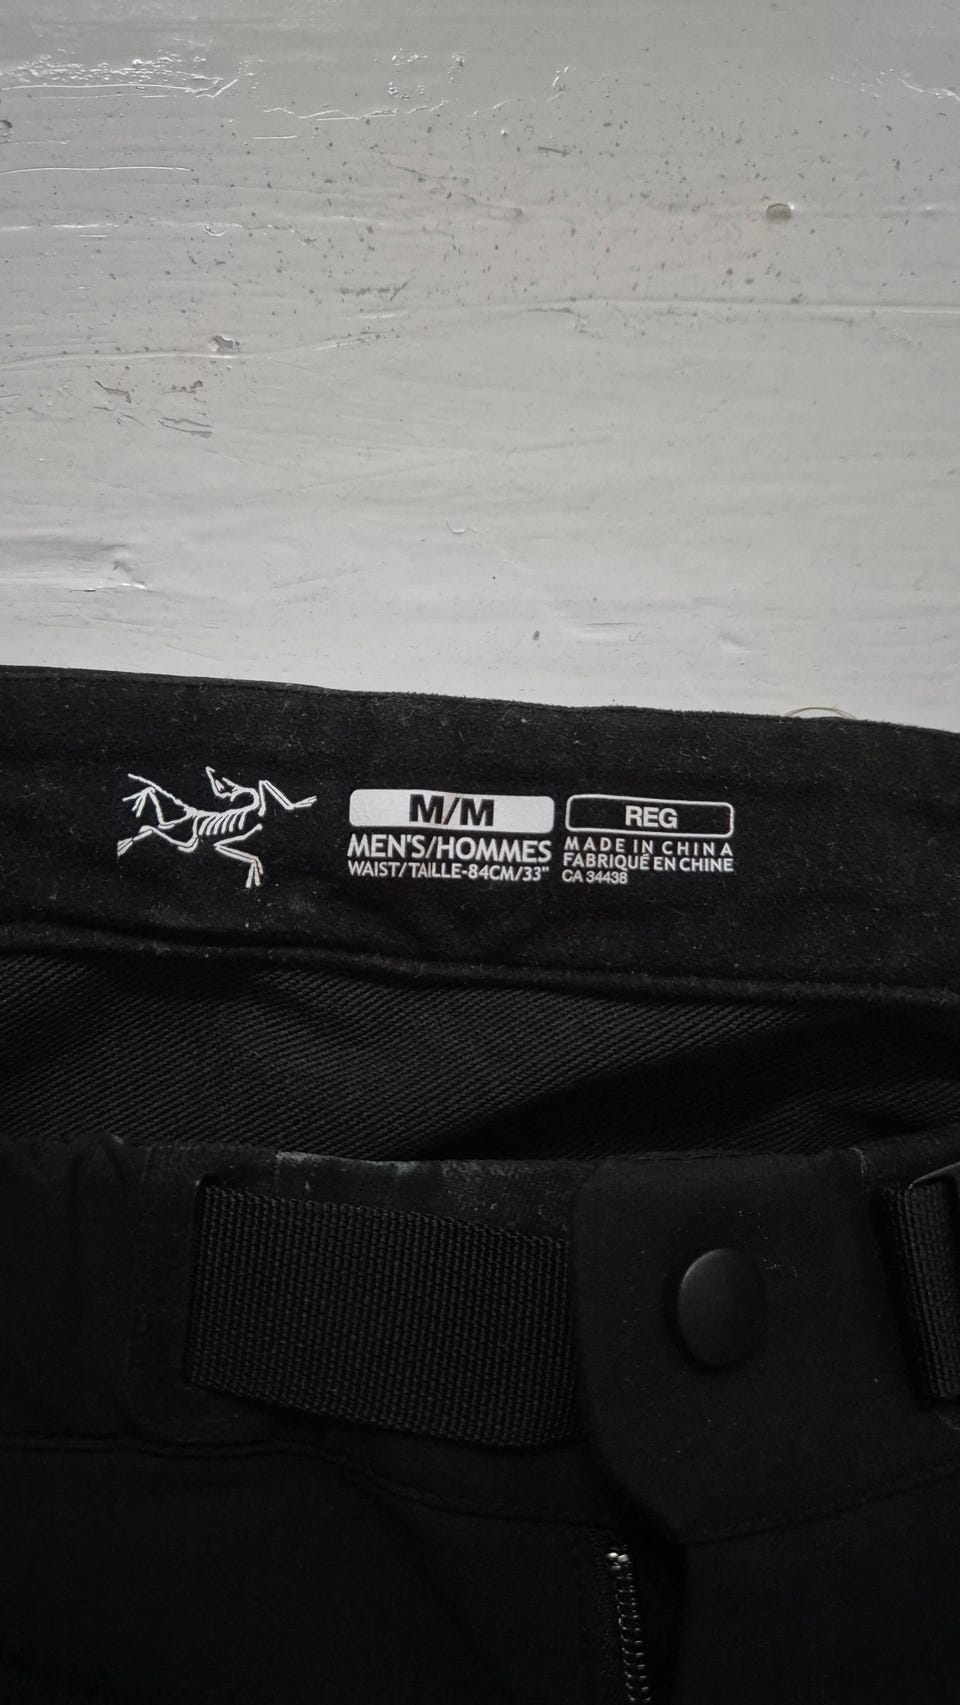 M/M
MEN'S/HOMMES
WAIST/TAILLE-84CM/33"
REG
MADE IN CHINA
FABRIQUÉ EN CHINE
CA 34438